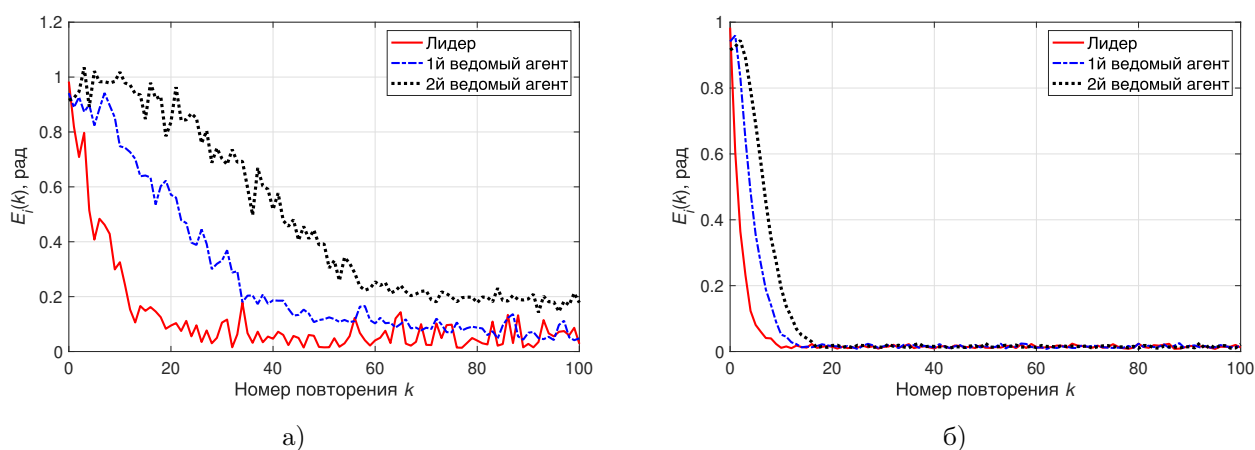 1.2
1
0.8
0.6
0.4
0.2
0
E_i(k), рад
0 20 40 60 80 100
Номер повторения k
Лидер
1й ведомый агент
2й ведомый агент
а)
1
0.8
0.6
0.4
0.2
0
E_i(k), рад
0 20 40 60 80 100
Номер повторения k
Лидер
1й ведомый агент
2й ведомый агент
б)